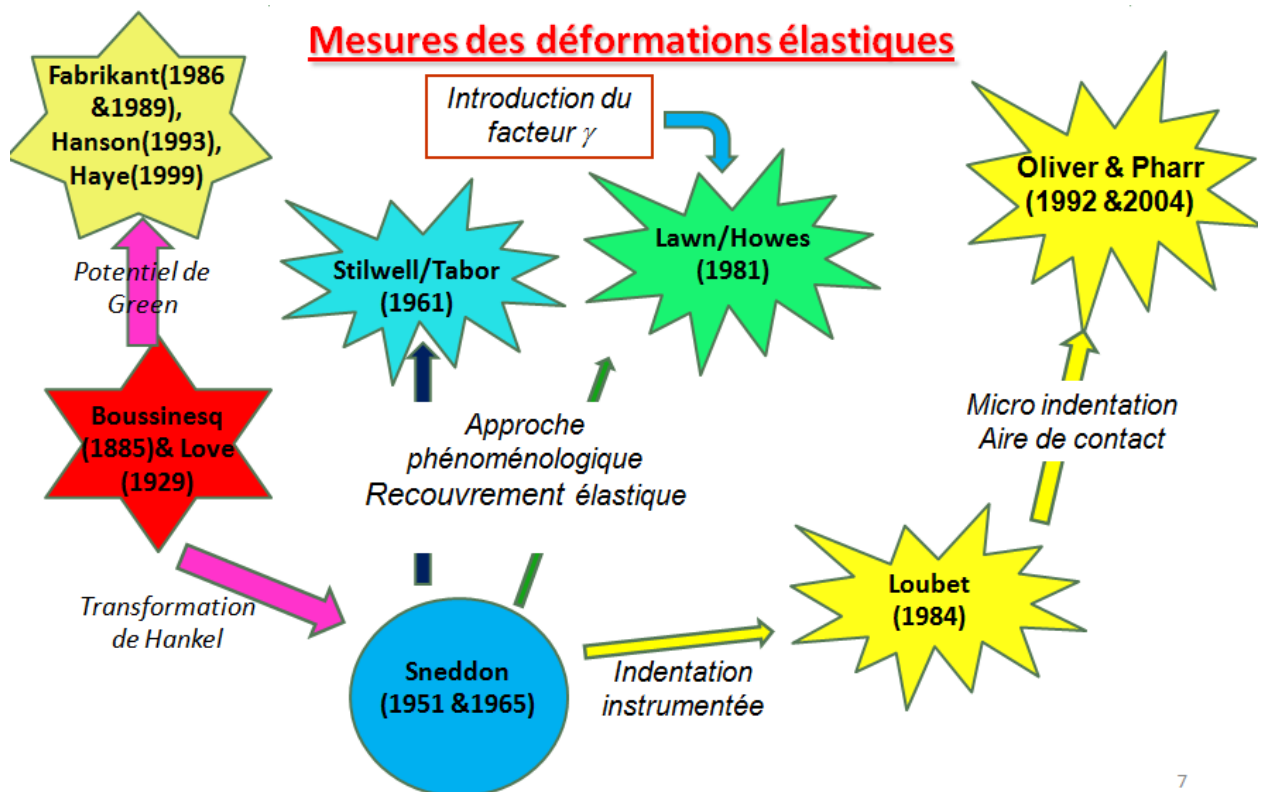 Mesures des déformations élastiques
Fabrikant(1986
&1989),
Hanson(1993),
Haye(1999)
Introduction du
facteur γ
Oliver & Pharr
(1992 &2004)
Stilwell/Tabor
(1961)
Lawn/Howes
(1981)
Potentiel de
Green
Boussinesq
(1885)& Love
(1929)
Approche
phénoménologique
Recouvrement élastique
Micro indentation
Aire de contact
Transformation
de Hankel
Loubet
(1984)
Sneddon
(1951 &1965)
Indentation
instrumentée
7